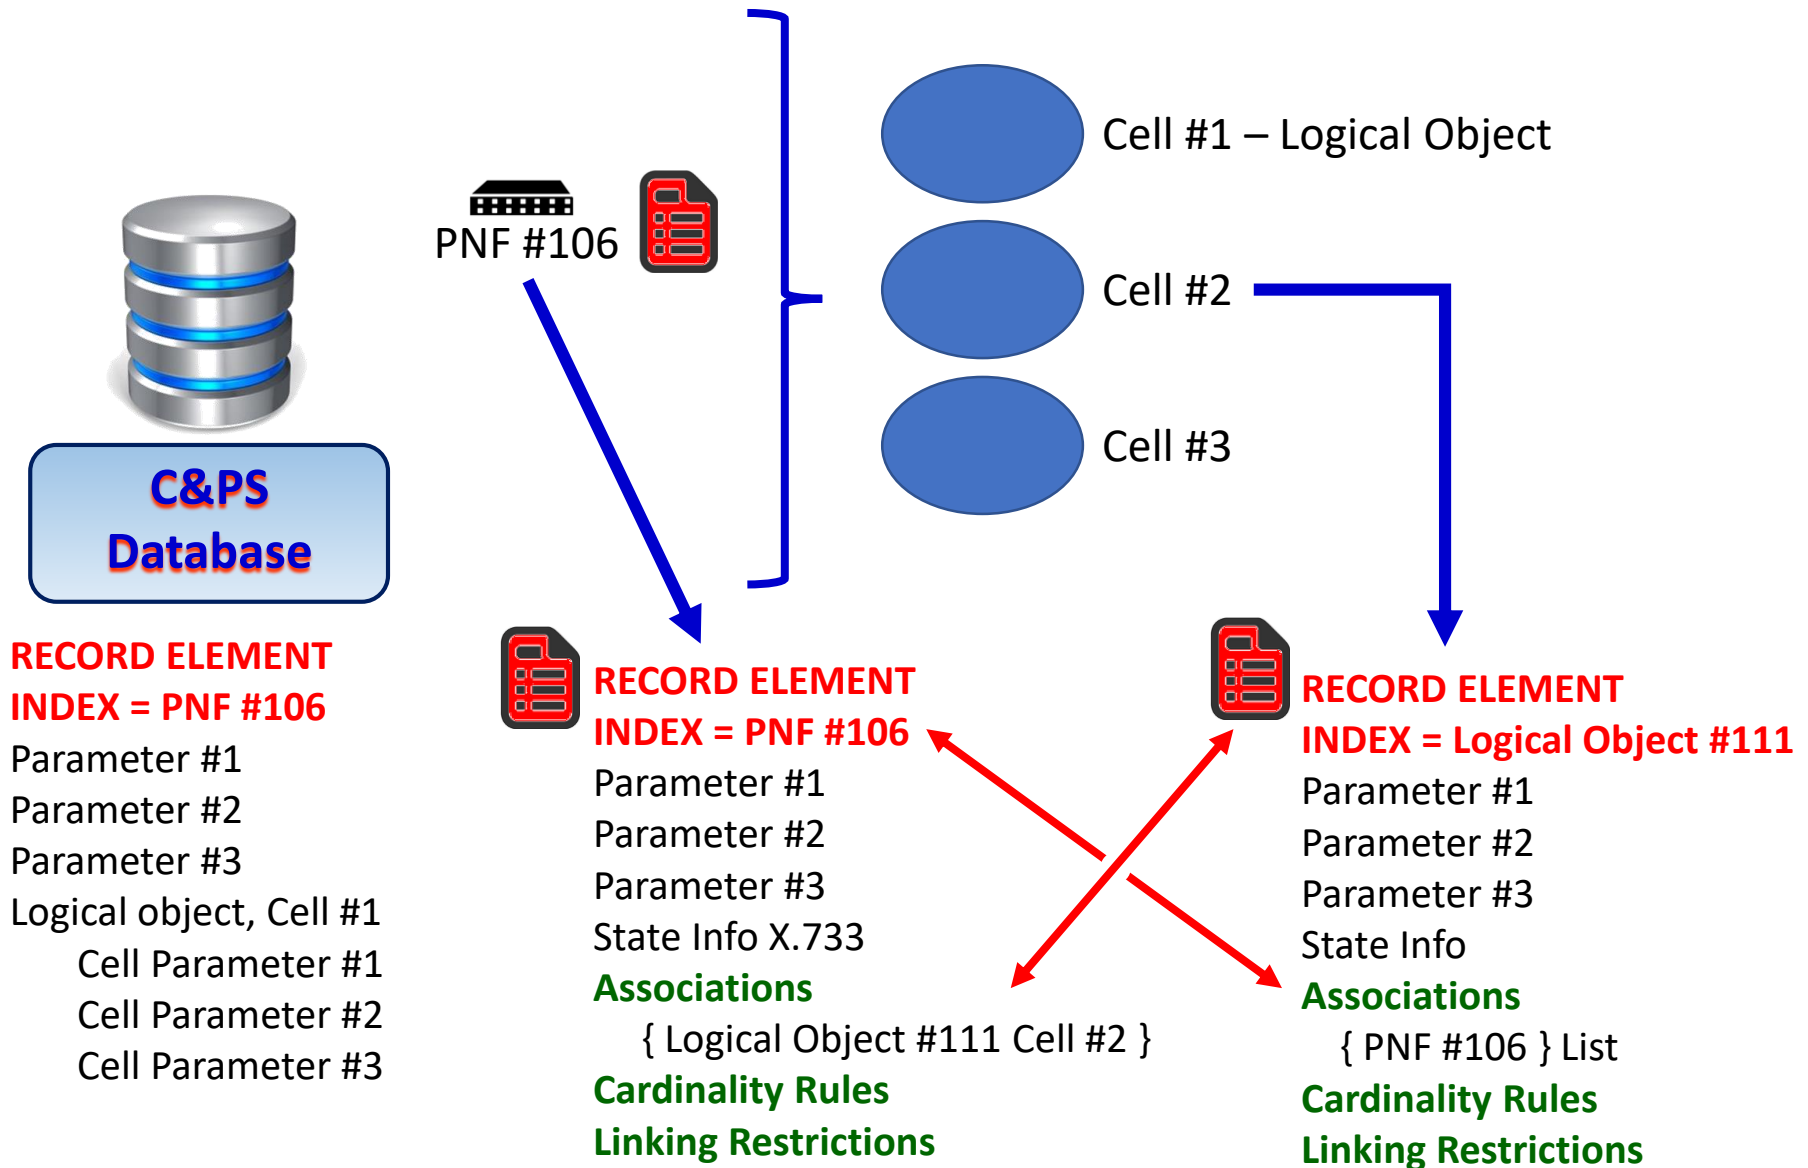 Cell #1 – Logical Object
PNF #106
Cell #2
Cell #3
C&PS
Database
RECORD ELEMENT
INDEX = PNF #106
Parameter #1
Parameter #2
Parameter #3
Logical object, Cell #1
Cell Parameter #1
Cell Parameter #2
Cell Parameter #3
RECORD ELEMENT
INDEX = PNF #106
Parameter #1
Parameter #2
Parameter #3
State Info X.733
Associations
{ Logical Object #111 Cell #2 }
Cardinality Rules
Linking Restrictions
RECORD ELEMENT
INDEX = Logical Object #111
Parameter #1
Parameter #2
Parameter #3
State Info
Associations
{ PNF #106 } List
Cardinality Rules
Linking Restrictions